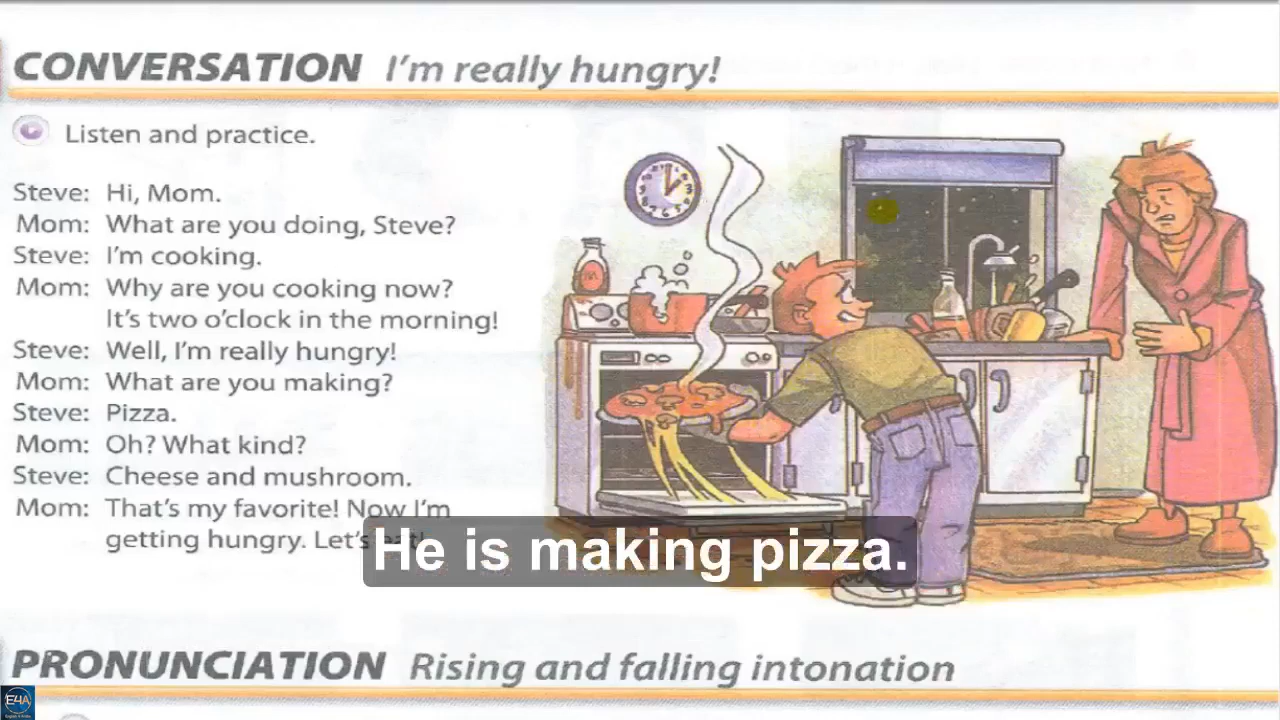 CONVERSATION I'm really hungry!
Listen and practice.
Steve: Hi, Mom.
Mom: What are you doing, Steve?
Steve: I'm cooking.
Mom: Why are you cooking now?
It's two o'clock in the morning!
Steve: Well, I'm really hungry!
Mom: What are you making?
Steve: Pizza.
Mom: Oh? What kind?
Steve: Cheese and mushroom.
Mom: That's my favorite! Now I'm
getting hungry. Let's eat!
He is making pizza.
PRONUNCIATION Rising and falling intonation
E4A